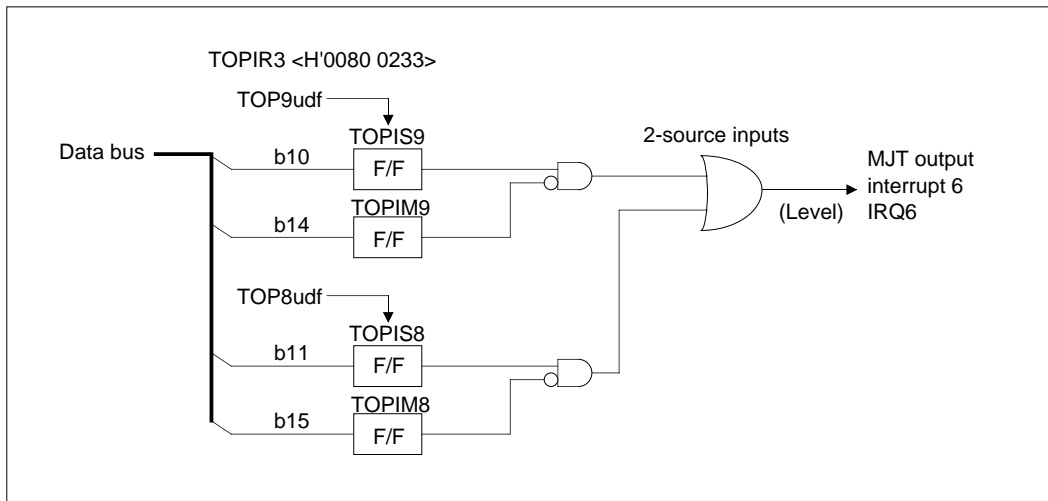 TOPIR3 <H'0080 0233>
TOP9udf
TOPIS9
Data bus
b10
F/F
2-source inputs
MJT output
interrupt 6
IRQ6
(Level)
TOPIM9
b14
F/F
TOP8udf
TOPIS8
b11
F/F
TOPIM8
b15
F/F